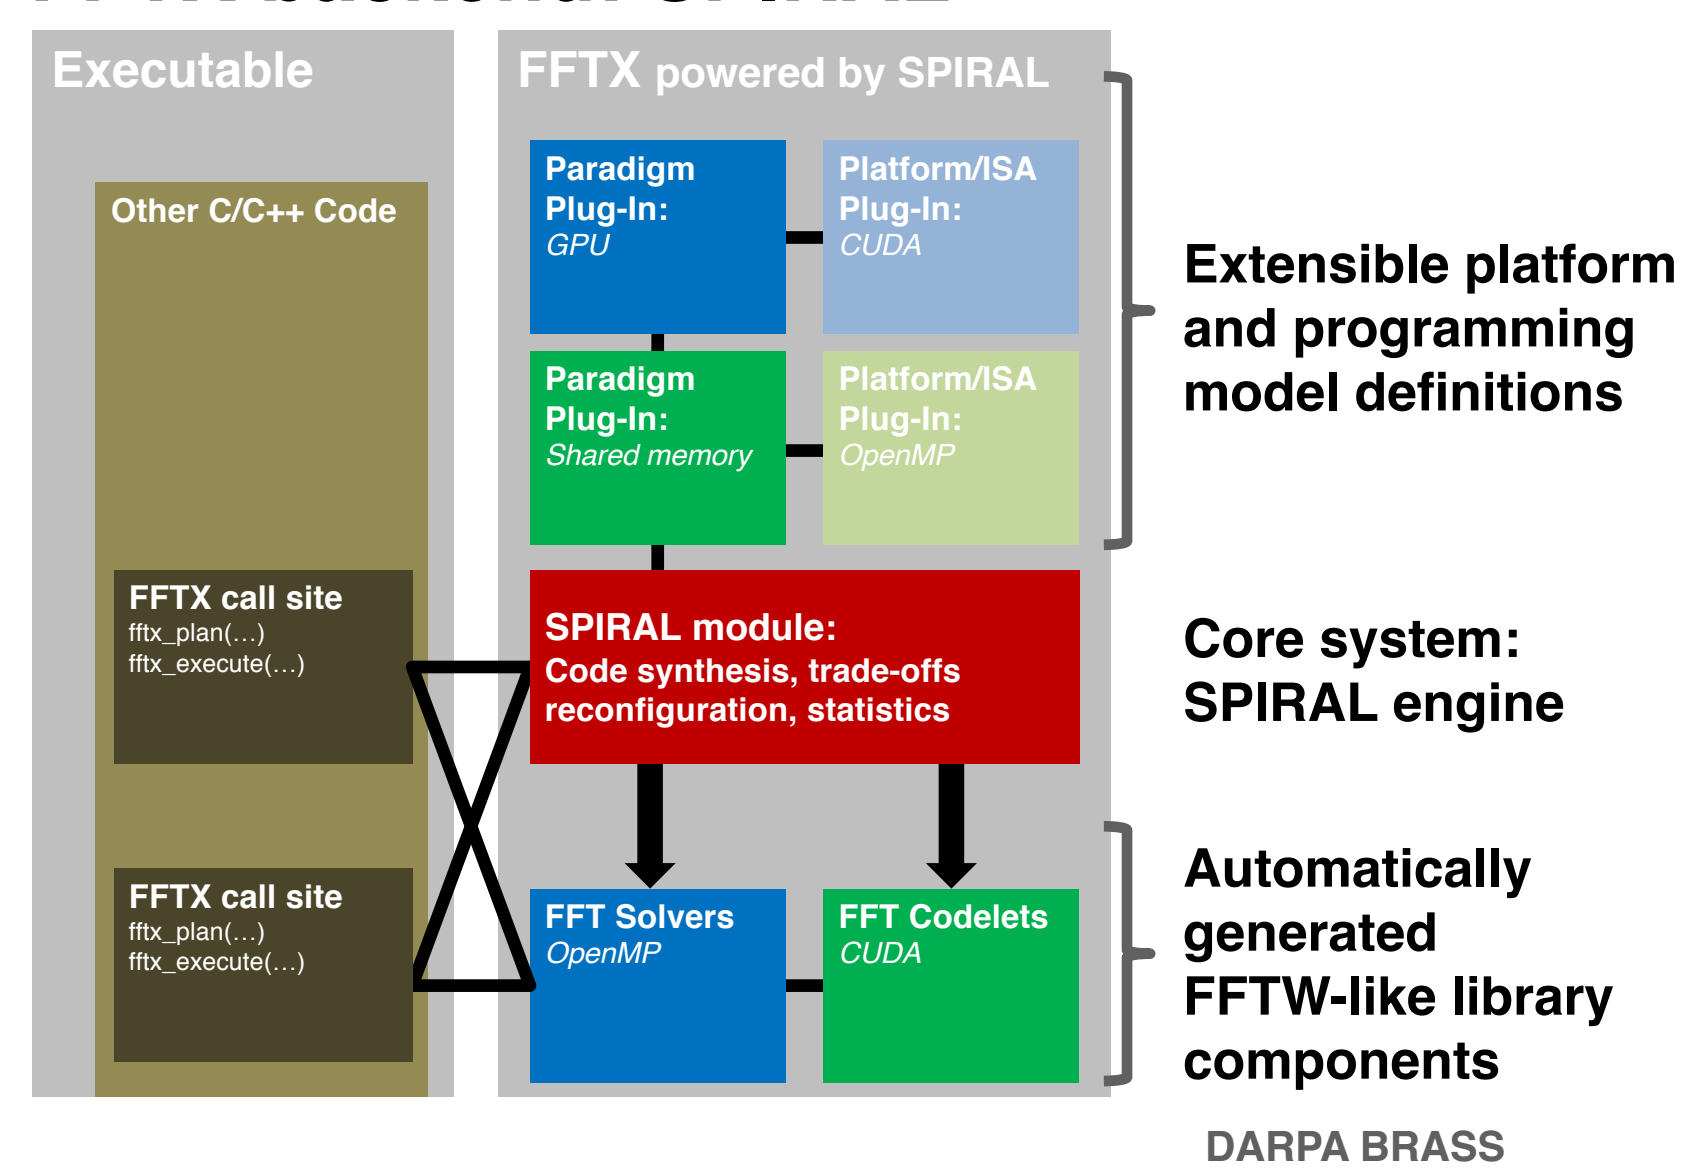 Executable
FFTX powered by SPIRAL
Other C/C++ Code
Paradigm
Plug-In:
GPU
Platform/ISA
Plug-In:
CUDA
Paradigm
Plug-In:
Shared memory
Platform/ISA
Plug-In:
OpenMP
Extensible platform
and programming
model definitions
FFTX call site
fftx_plan(…)
fftx_execute(…)
SPIRAL module:
Code synthesis, trade-offs
reconfiguration, statistics
Core system:
SPIRAL engine
FFTX call site
fftx_plan(…)
fftx_execute(…)
FFT Solvers
OpenMP
FFT Codelets
CUDA
Automatically
generated
FFTW-like library
components
DARPA BRASS